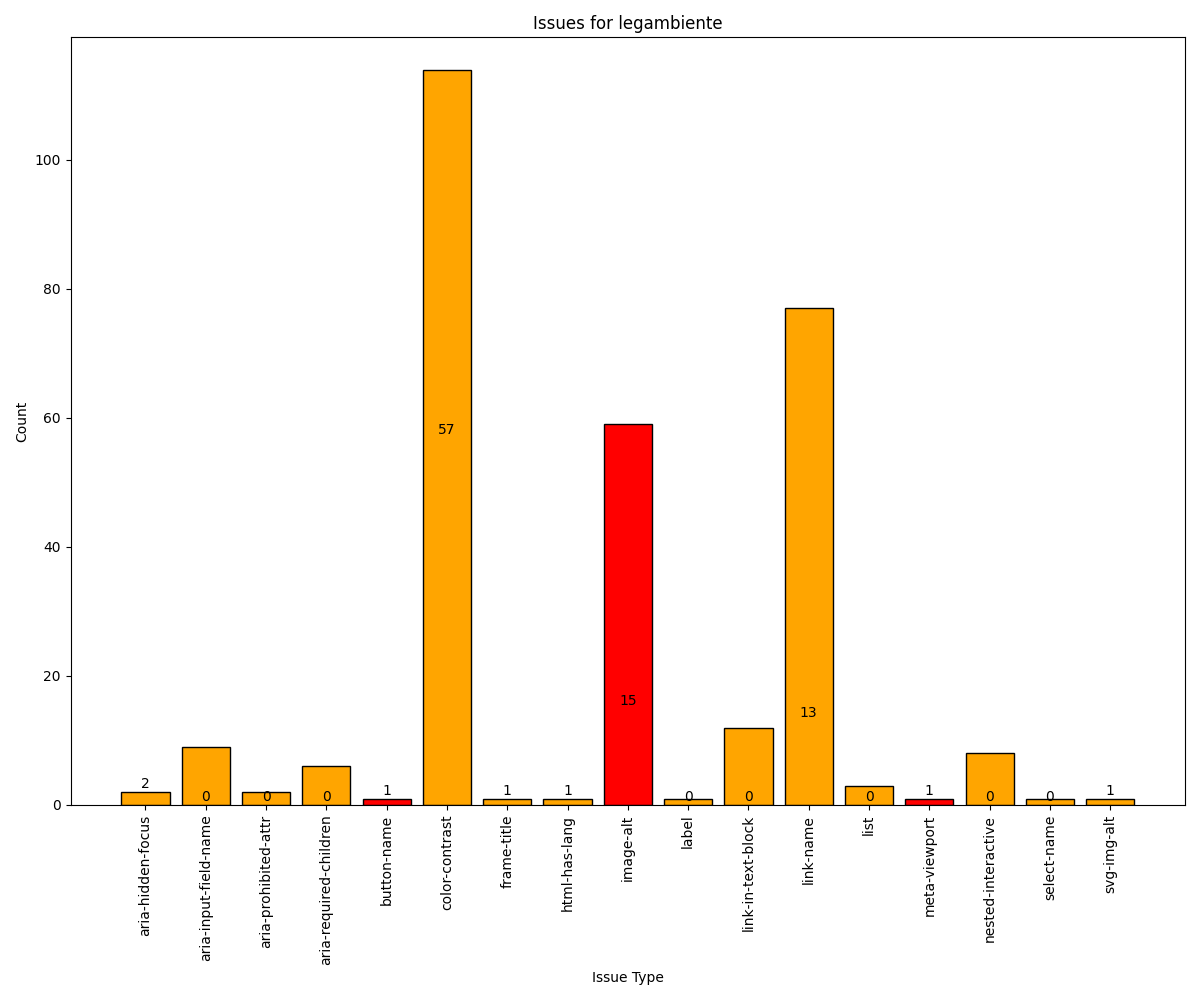 Issues for legambiente
Count
100
80
60
40
20
0
2
0
0
0
1
57
1
1
15
0
0
13
0
1
0
0
1
aria-hidden-focus
aria-input-field-name
aria-prohibited-attr
aria-required-children
button-name
color-contrast
frame-title
html-has-lang
image-alt
label
link-in-text-block
link-name
list
meta-viewport
nested-interactive
select-name
svg-img-alt
Issue Type